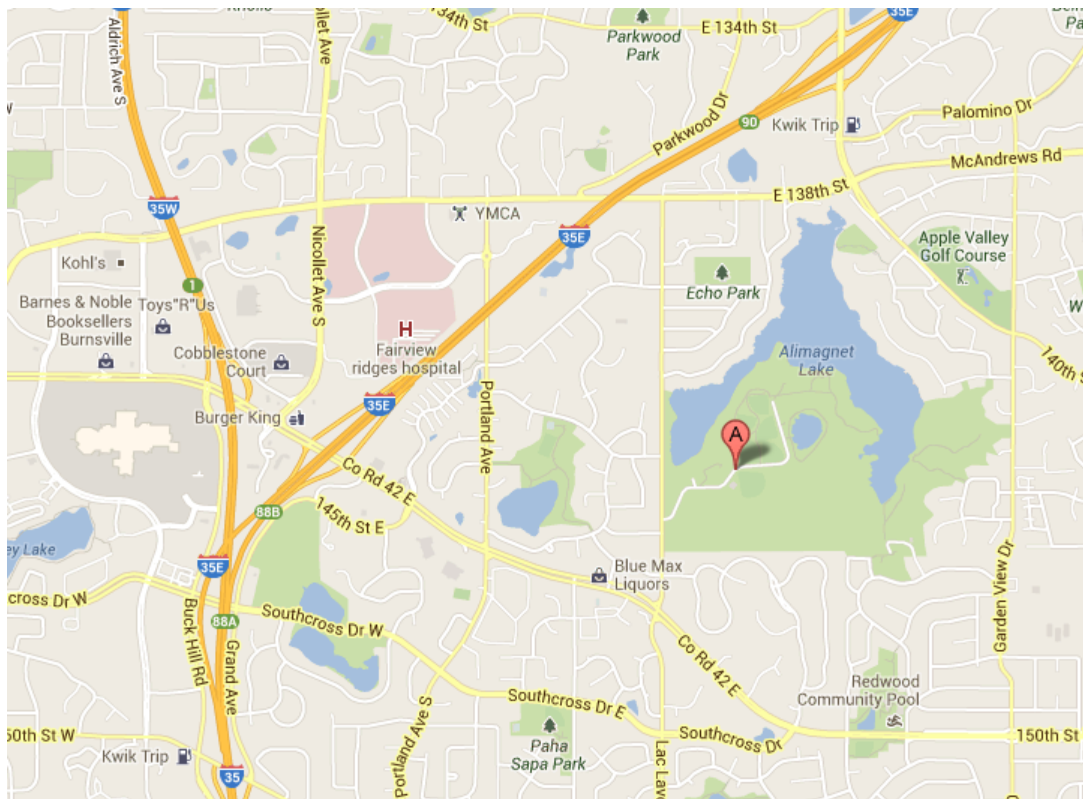 35E
134th St
E 134th St
ollet Ave
Aldrich Ave S
Parkwood
Park
Parkwood Dr
90
Kwik Trip
Palomino Dr
McAndrews Rd
E 138th St
35W
YMCA
35E
Nicollet Ave S
Apple Valley
Golf Course
Kohl's
1
Echo Park
Barnes & Noble
Booksellers
Burnsville
Toys"R"Us
H
Fairview
ridges hospital
Cobblestone
Court
Alimagnet
Lake
140th S
35E
Portland Ave
Burger King
A
Co Rd 42 E
145th St E
88B
ey Lake
35E
Blue Max
Liquors
Garden View Dr
cross Dr W
Buck Hill Rd
88A
Grand Ave
Southcross Dr W
Co Rd 42 E
Redwood
Community Pool
Southcross Dr E
Portland Ave S
Paha
Sapa Park
Southcross Dr
Lac Lav
50th St W
150th St
Kwik Trip
35